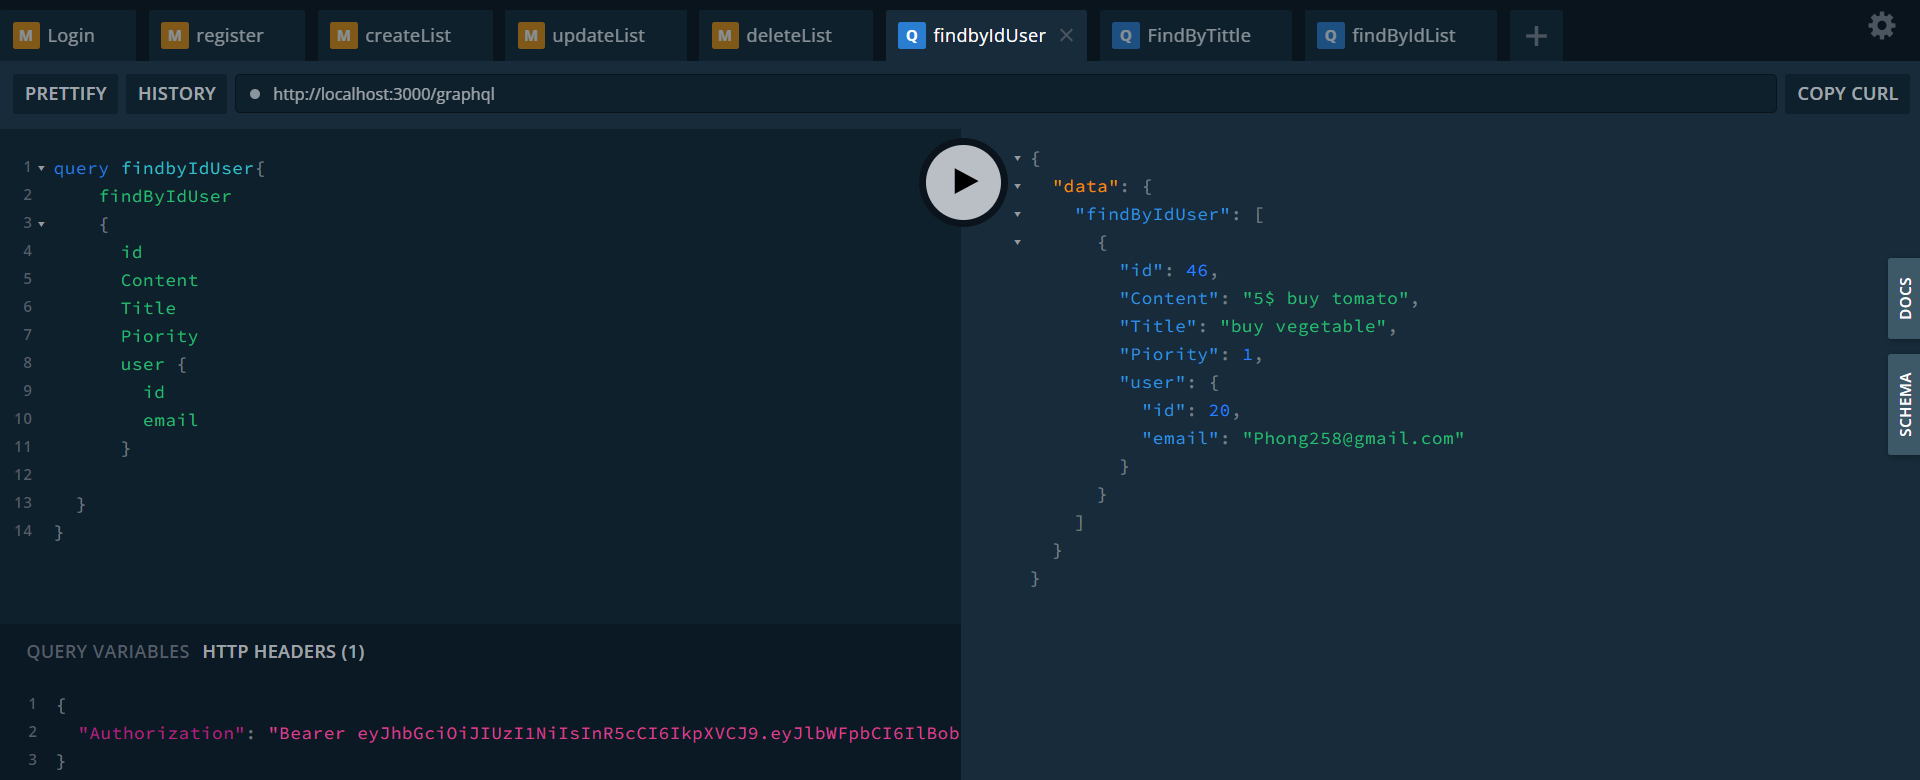 M Login M register M createList M updateList M deleteList Q findbyIdUser Q FindByTittle Q findByIdList
PRETTIFY HISTORY http://localhost:3000/graphql COPY CURL
1 query findbyIdUser{
2 findByIdUser
3 {
4 id
5 Content
6 Title
7 Piority
8 user {
9 id
10 email
11 }
12
13 }
14 }
{
"data": {
"findByIdUser": [
{
"id": 46,
"Content": "5$ buy tomato",
"Title": "buy vegetable",
"Piority": 1,
"user": {
"id": 20,
"email": "Phong258@gmail.com"
}
}
]
}
}
DOCS
SCHEMA
QUERY VARIABLES HTTP HEADERS (1)
1 {
2 "Authorization": "Bearer eyJhbGciOiJIUzI1NiIsInR5cCI6IkpXVCJ9.eyJlbWFpbCI6IlBob
3 }